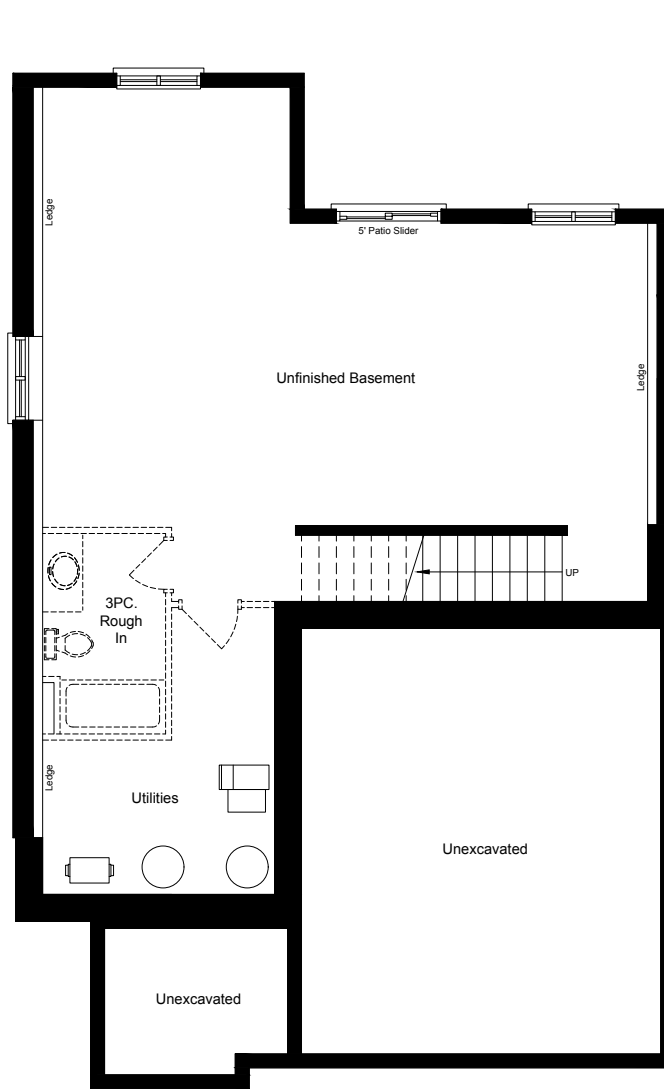 Ledge
5' Patio Slider
Unfinished Basement
Ledge
UP
3PC.
Rough
In
Ledge
Utilities
Unexcavated
Unexcavated